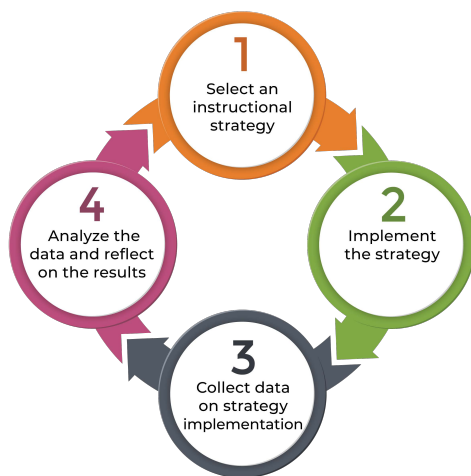 1
Select an
instructional
strategy
2
Implement
the strategy
3
Collect data
on strategy
implementation
4
Analyze the
data and reflect
on the results